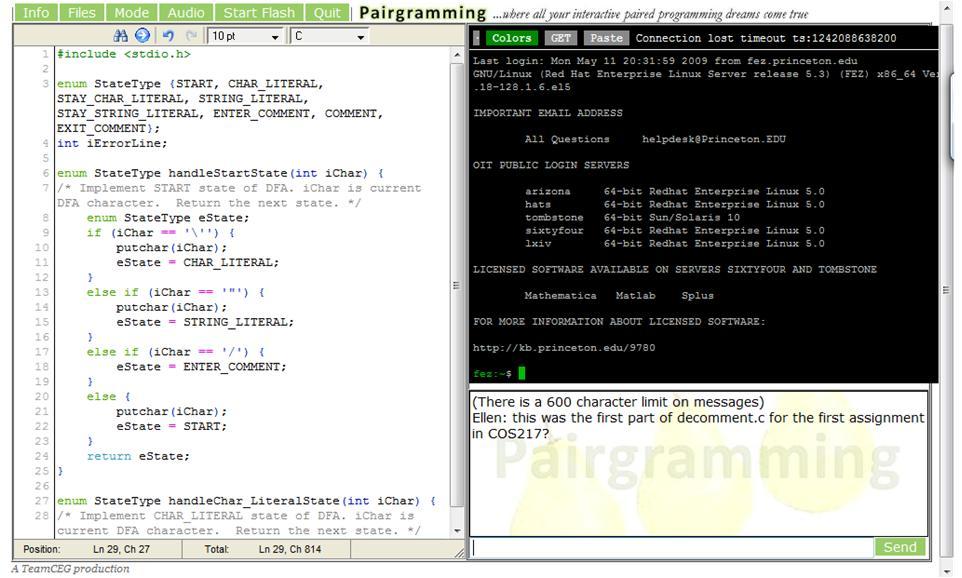 Info Files Mode Audio Start Flash Quit Pairgramming ...where all your interactive paired programming dreams come true
10 pt C
1 #include <stdio.h>
2
3 enum StateType {START, CHAR_LITERAL,
STAY_CHAR_LITERAL, STRING_LITERAL,
STAY_STRING_LITERAL, ENTER_COMMENT, COMMENT,
EXIT_COMMENT};
4 int iErrorLine;
5
6 enum StateType handleStartState(int iChar) {
7 /* Implement START state of DFA. iChar is current
DFA character.  Return the next state. */
8     enum StateType eState;
9     if (iChar == '\'') {
10         putchar(iChar);
11         eState = CHAR_LITERAL;
12     }
13     else if (iChar == '"') {
14         putchar(iChar);
15         eState = STRING_LITERAL;
16     }
17     else if (iChar == '/') {
18         eState = ENTER_COMMENT;
19     }
20     else {
21         putchar(iChar);
22         eState = START;
23     }
24     return eState;
25 }
26
27 enum StateType handleChar_LiteralState(int iChar) {
28 /* Implement CHAR_LITERAL state of DFA. iChar is
current DFA character.  Return the next state. */
Position: Ln 29, Ch 27 Total: Ln 29, Ch 814
A TeamCEG production
Colors GET Paste Connection lost timeout ts:1242088638200
Last login: Mon May 11 20:31:59 2009 from fez.princeton.edu
GNU/Linux (Red Hat Enterprise Linux Server release 5.3) (FEZ) x86_64 Ver
.18-128.1.6.el5
IMPORTANT EMAIL ADDRESS
All Questions helpdesk@Princeton.EDU
OIT PUBLIC LOGIN SERVERS
arizona 64-bit Redhat Enterprise Linux 5.0
hats 64-bit Redhat Enterprise Linux 5.0
tombstone 64-bit Sun/Solaris 10
sixtyfour 64-bit Redhat Enterprise Linux 5.0
lxiv 64-bit Redhat Enterprise Linux 5.0
LICENSED SOFTWARE AVAILABLE ON SERVERS SIXTYFOUR AND TOMBSTONE
Mathematica Matlab Splus
FOR MORE INFORMATION ABOUT LICENSED SOFTWARE:
http://kb.princeton.edu/9780
fez:~$
(There is a 600 character limit on messages)
Ellen: this was the first part of decomment.c for the first assignment
in COS217?
Pairgramming
Send